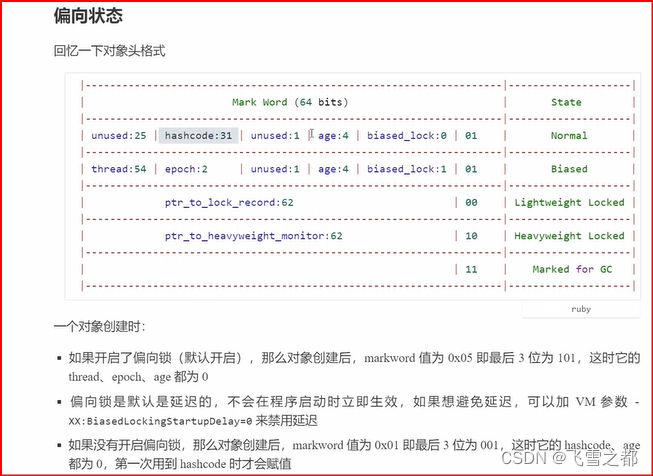 偏向状态
回忆一下对象头格式
|--------------------------------------------------------------------|--------------------|
| Mark Word (64 bits) | State |
|--------------------------------------------------------------------|--------------------|
| unused:25 | hashcode:31 | unused:1 | age:4 | biased_lock:0 | 01 | Normal |
|--------------------------------------------------------------------|--------------------|
| thread:54 | epoch:2 | unused:1 | age:4 | biased_lock:1 | 01 | Biased |
|--------------------------------------------------------------------|--------------------|
| ptr_to_lock_record:62 | 00 | Lightweight Locked |
|--------------------------------------------------------------------|--------------------|
| ptr_to_heavyweight_monitor:62 | 10 | Heavyweight Locked |
|--------------------------------------------------------------------|--------------------|
| | 11 | Marked for GC |
|--------------------------------------------------------------------|--------------------|
ruby
一个对象创建时:
▪ 如果开启了偏向锁(默认开启),那么对象创建后,markword 值为 0x05 即最后 3 位为 101,这时它的
thread、epoch、age 都为 0
▪ 偏向锁是默认是延迟的,不会在程序启动时立即生效,如果想避免延迟,可以加 VM 参数 -
XX:BiasedLockingStartupDelay=0 来禁用延迟
▪ 如果没有开启偏向锁,那么对象创建后,markword 值为 0x01 即最后 3 位为 001,这时它的 hashcode、age
都为 0,第一次用到 hashcode 时才会赋值
CSDN @飞雪之都